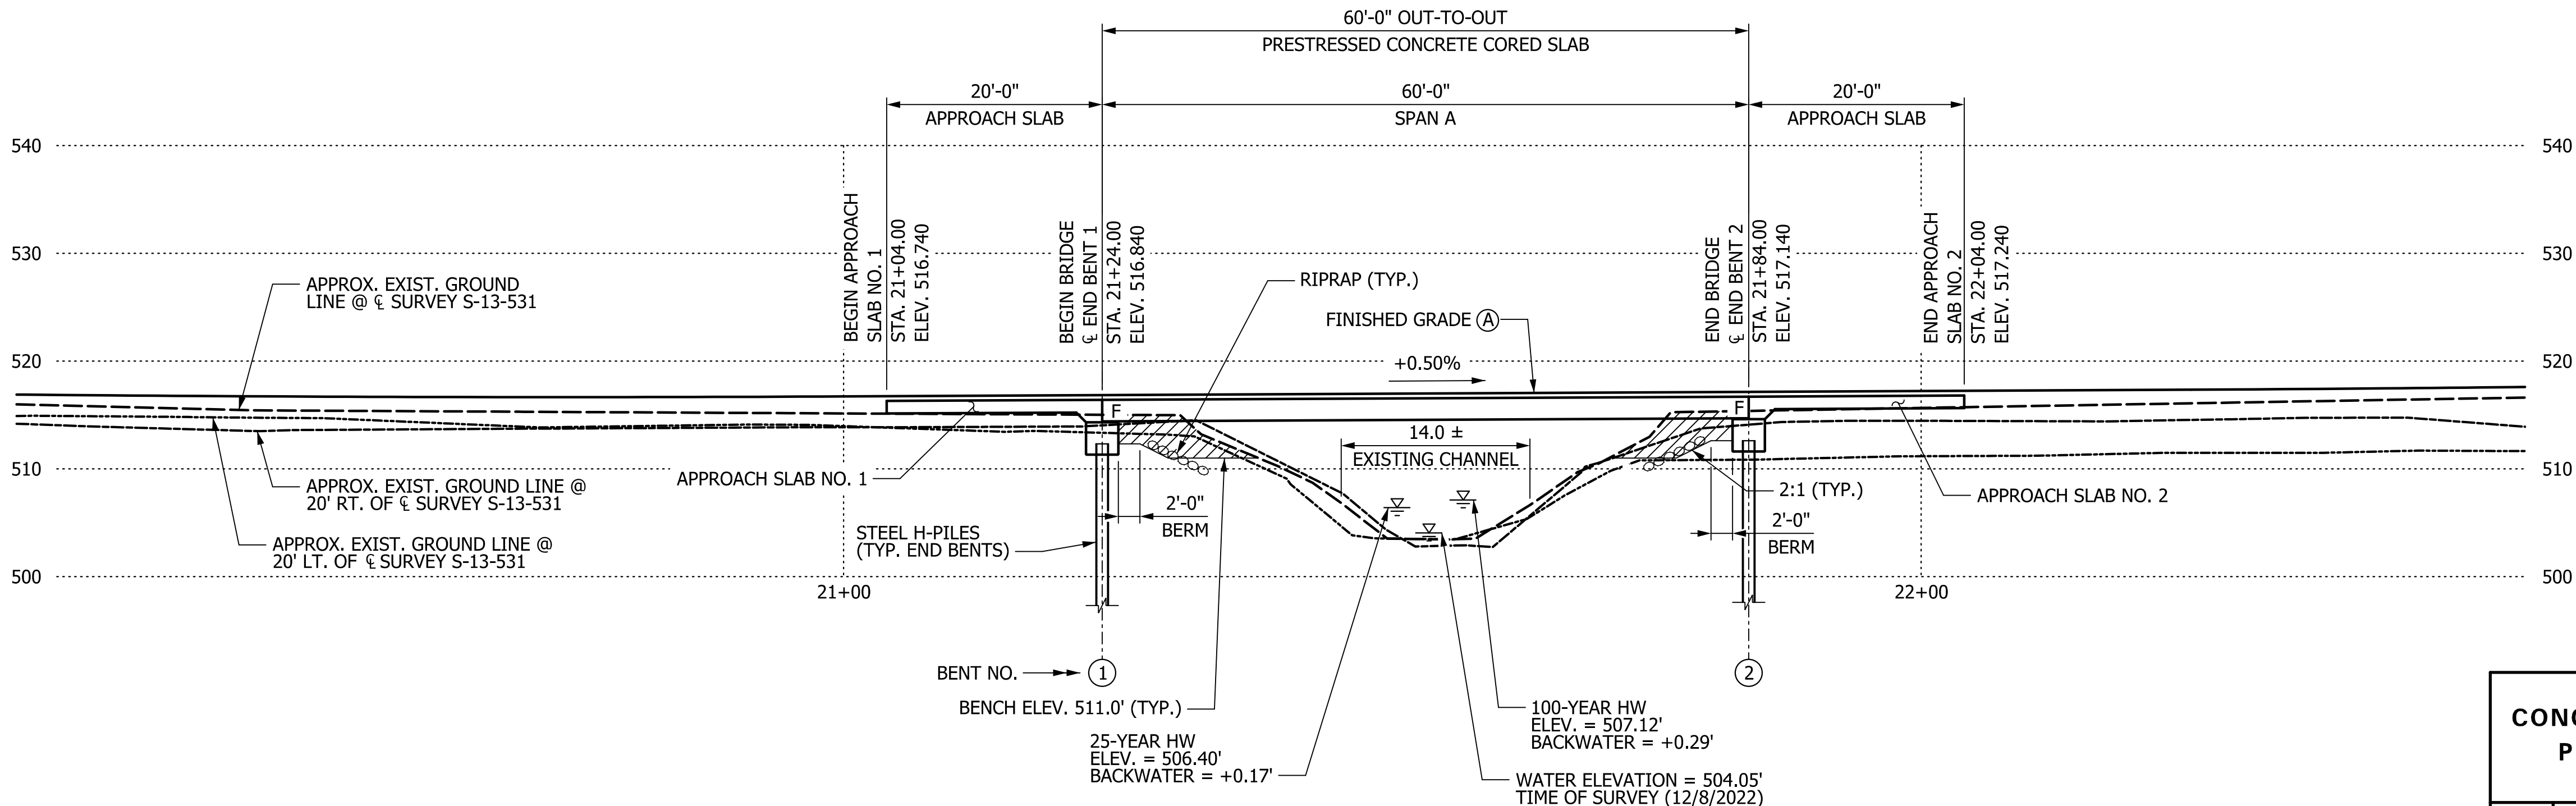 60'-0" OUT-TO-OUT
PRESTRESSED CONCRETE CORED SLAB
20'-0"
APPROACH SLAB
60'-0"
SPAN A
20'-0"
APPROACH SLAB
540
540
530
530
520
520
510
510
500
500
BEGIN APPROACH
SLAB NO. 1
STA. 21+04.00
ELEV. 516.740
BEGIN BRIDGE
℄ END BENT 1
STA. 21+24.00
ELEV. 516.840
END BRIDGE
℄ END BENT 2
STA. 21+84.00
ELEV. 517.140
END APPROACH
SLAB NO. 2
STA. 22+04.00
ELEV. 517.240
APPROX. EXIST. GROUND
LINE @ ℄ SURVEY S-13-531
RIPRAP (TYP.)
FINISHED GRADE A
+0.50%
F
F
14.0 ±
EXISTING CHANNEL
APPROACH SLAB NO. 1
APPROX. EXIST. GROUND LINE @
20' RT. OF ℄ SURVEY S-13-531
APPROX. EXIST. GROUND LINE @
20' LT. OF ℄ SURVEY S-13-531
2'-0"
BERM
STEEL H-PILES
(TYP. END BENTS)
2:1 (TYP.)
2'-0"
BERM
APPROACH SLAB NO. 2
21+00
22+00
BENT NO.
1
2
BENCH ELEV. 511.0' (TYP.)
25-YEAR HW
ELEV. = 506.40'
BACKWATER = +0.17'
100-YEAR HW
ELEV. = 507.12'
BACKWATER = +0.29'
WATER ELEVATION = 504.05'
TIME OF SURVEY (12/8/2022)
CONC
P